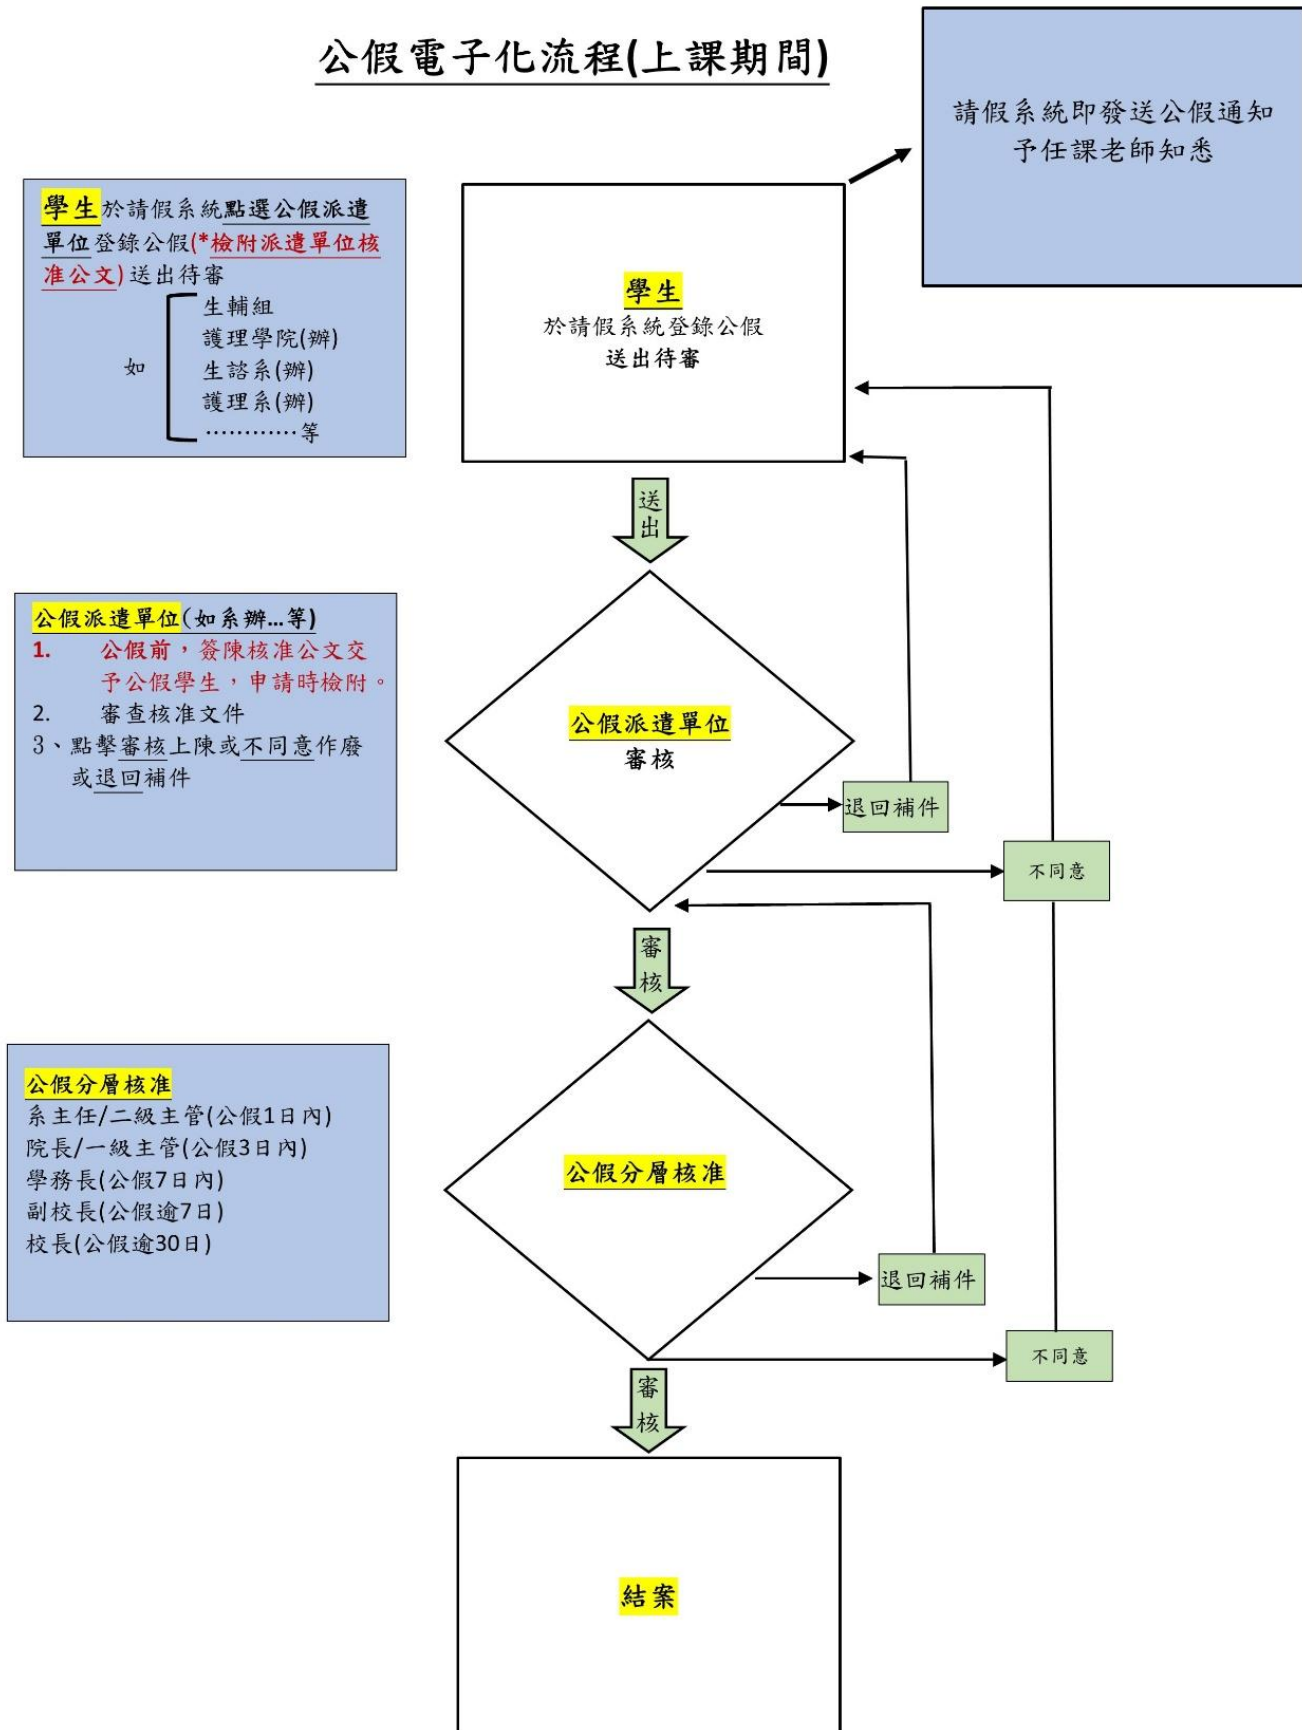 公假電子化流程(上課期間)
請假系統即發送公假通知
予任課老師知悉
學生於請假系統點選公假派遣
單位登錄公假(*檢附派遣單位核
准公文)送出待審
如
生輔組
護理學院(辦)
生諮系(辦)
護理系(辦)
…………等
學生
於請假系統登錄公假
送出待審
送
出
公假派遣單位(如系辦…等)
1. 公假前，簽陳核准公文交
予公假學生，申請時檢附。
2. 審查核准文件
3、點擊審核上陳或不同意作廢
或退回補件
公假派遣單位
審核
退回補件
不同意
審
核
公假分層核准
系主任/二級主管(公假1日內)
院長/一級主管(公假3日內)
學務長(公假7日內)
副校長(公假逾7日)
校長(公假逾30日)
公假分層核准
退回補件
不同意
審
核
結案